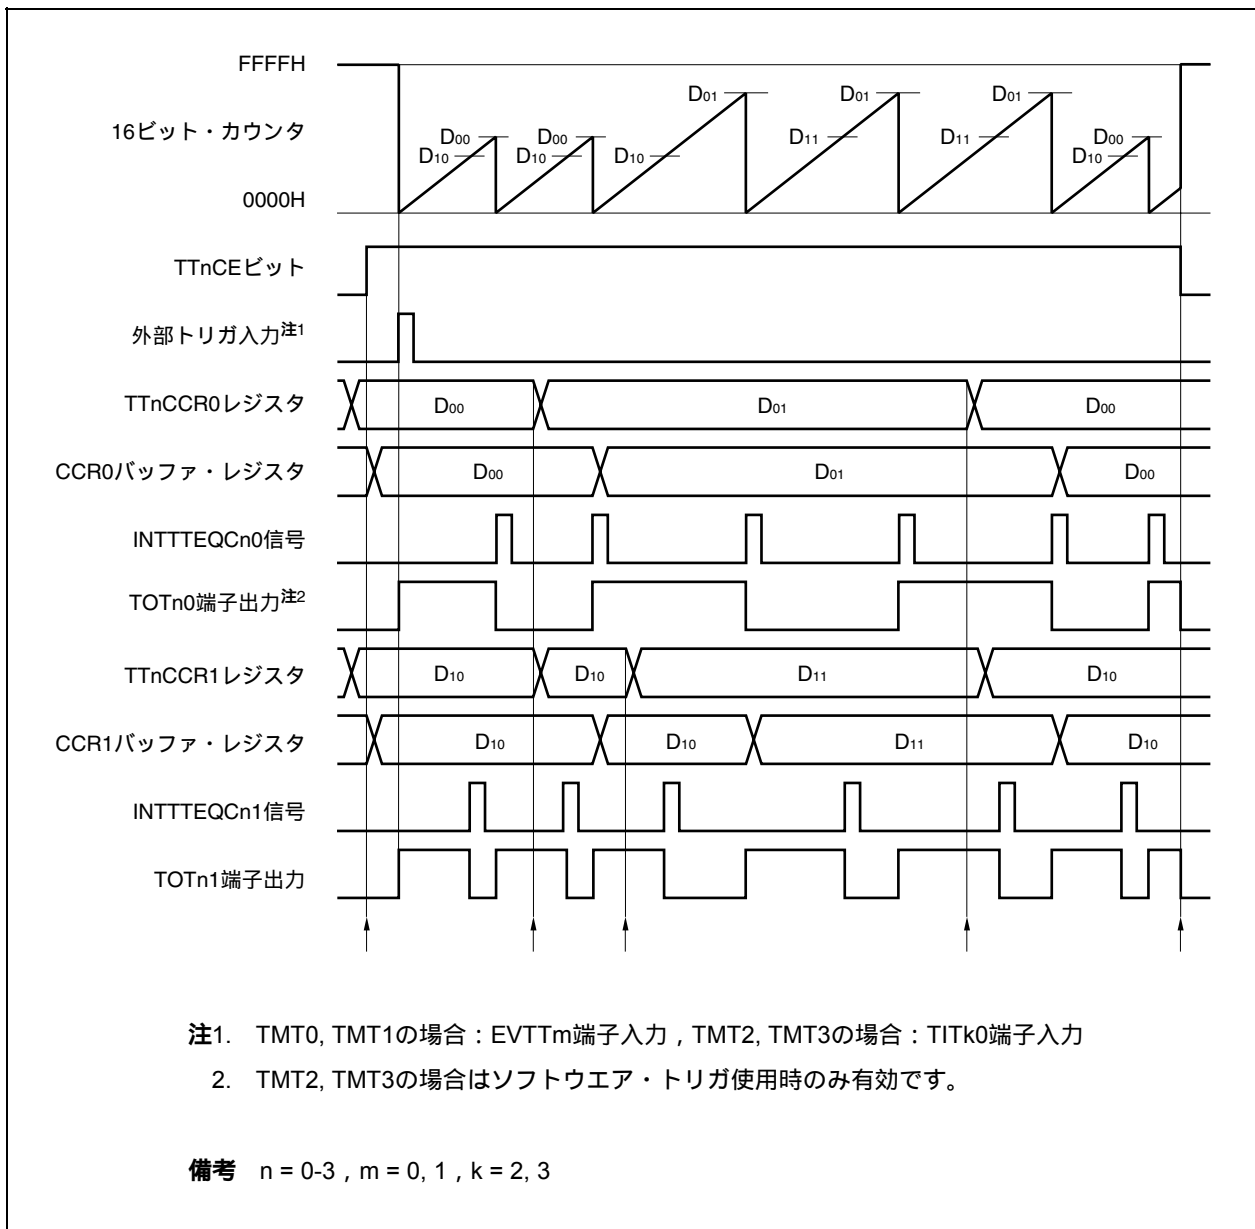 FFFFH
16ビット・カウンタ
0000H
D01 D01 D01
D00 D00 D11 D11 D00
D10 D10 D10 D10
TTnCEビット
外部トリガ入力注1
TTnCCR0レジスタ D00 D01 D00
CCR0バッファ・レジスタ D00 D01 D00
INTTTEQCn0信号
TOTn0端子出力注2
TTnCCR1レジスタ D10 D10 D11 D10
CCR1バッファ・レジスタ D10 D10 D11 D10
INTTTEQCn1信号
TOTn1端子出力
注1. TMT0, TMT1の場合：EVTTm端子入力，TMT2, TMT3の場合：TITk0端子入力
2. TMT2, TMT3の場合はソフトウエア・トリガ使用時のみ有効です。
備考 n = 0-3，m = 0, 1，k = 2, 3